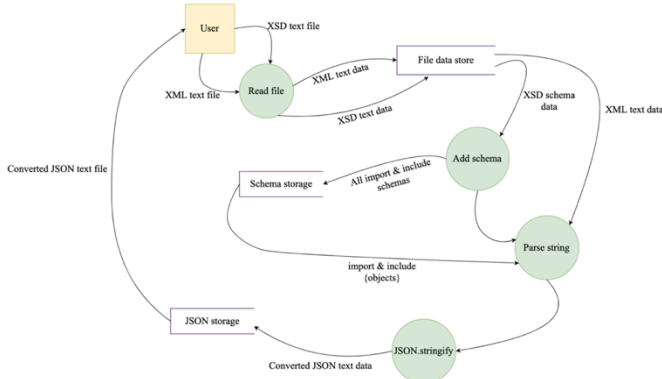 User
XSD text file
XML text file
Read file
XML text data
XSD text data
File data store
XSD schema
data
XML text data
Converted JSON text file
Add schema
All import & include
schemas
Schema storage
Parse string
import & include
{objects}
JSON storage
JSON.stringify
Converted JSON text data